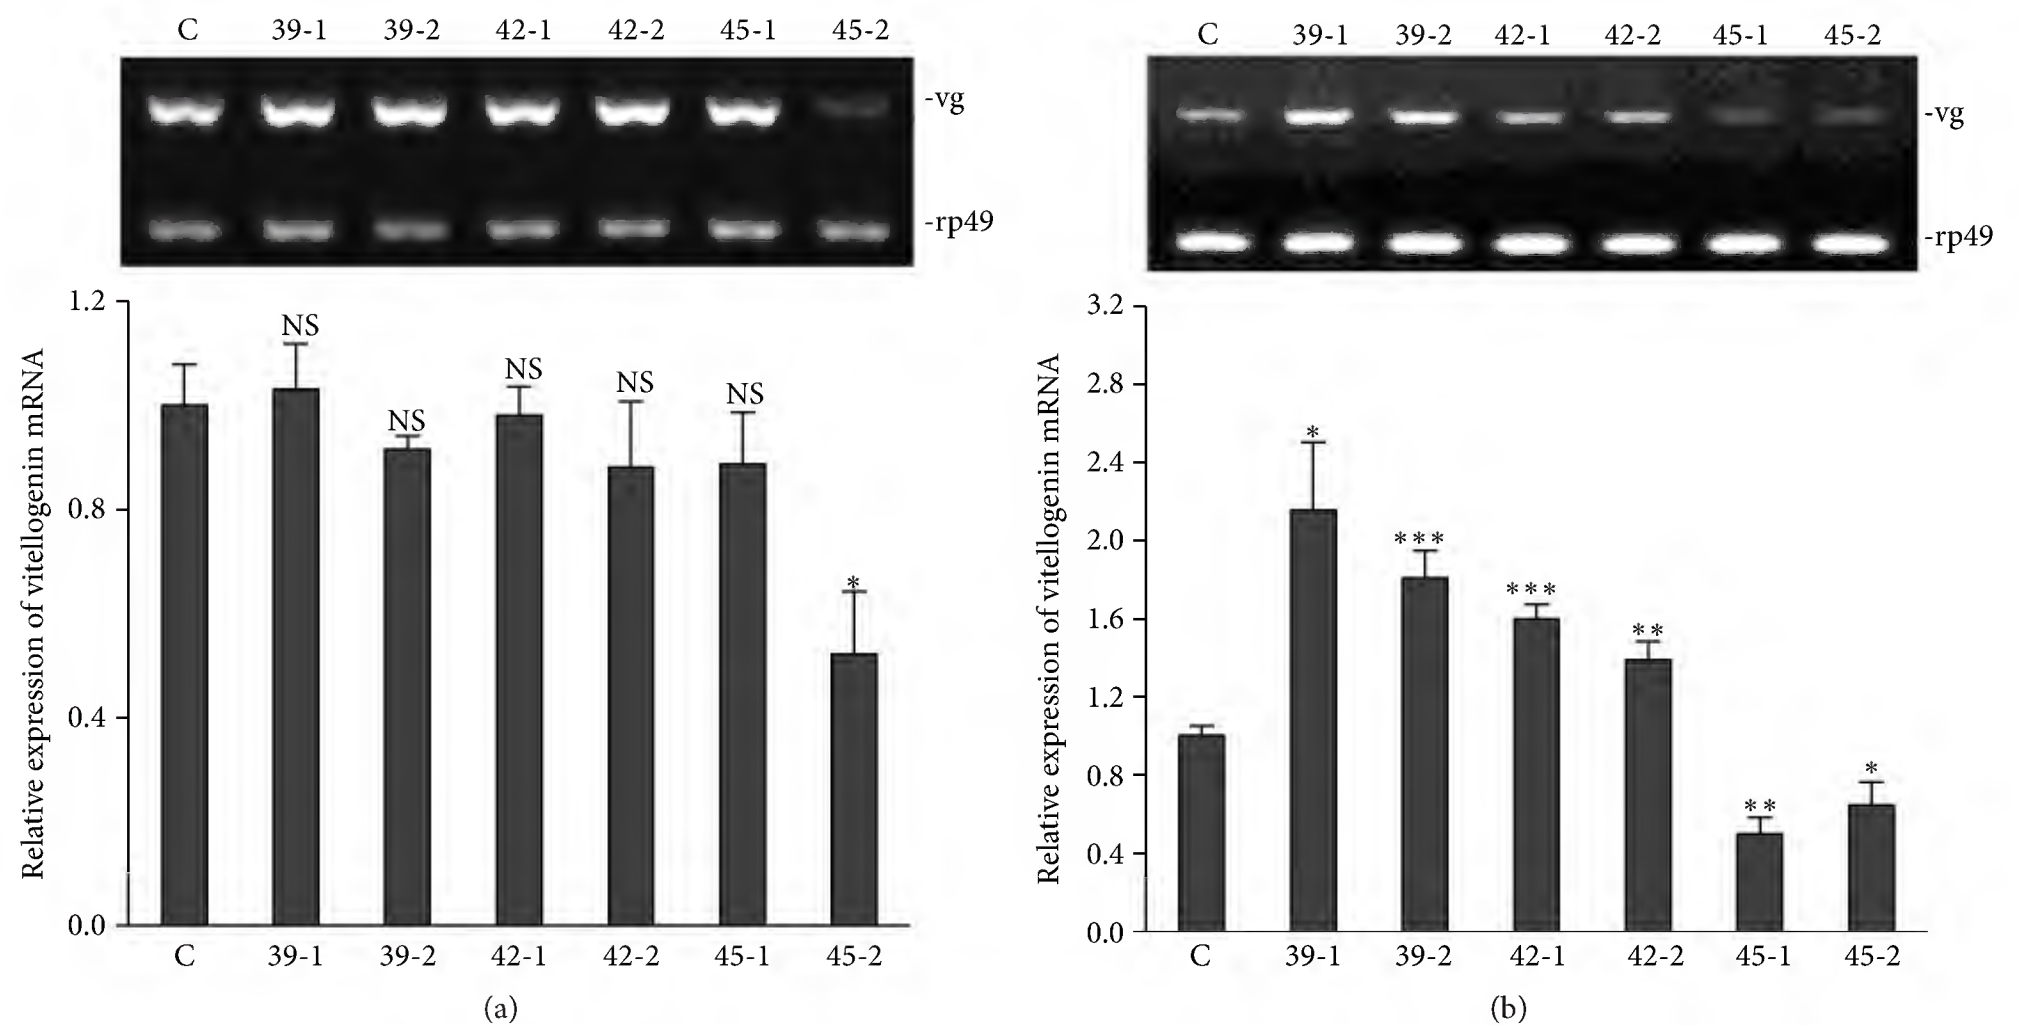 C 39-1 39-2 42-1 42-2 45-1 45-2
-vg
-rp49
1.2
0.8
0.4
0.0
Relative expression of vitellogenin mRNA
NS
NS
NS
NS
NS
*
C 39-1 39-2 42-1 42-2 45-1 45-2
(a)
C 39-1 39-2 42-1 42-2 45-1 45-2
-vg
-rp49
3.2
2.8
2.4
2.0
1.6
1.2
0.8
0.4
0.0
Relative expression of vitellogenin mRNA
*
***
***
**
**
*
C 39-1 39-2 42-1 42-2 45-1 45-2
(b)